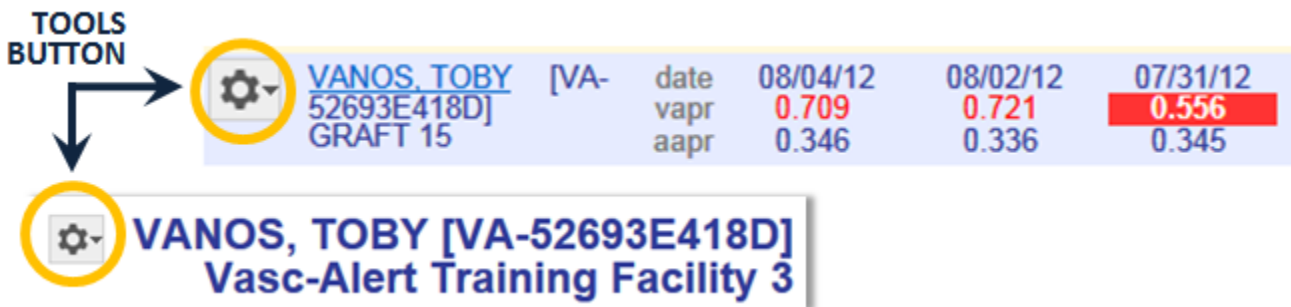 TOOLS
BUTTON
VANOS, TOBY [VA- date 08/04/12 08/02/12 07/31/12
52693E418D] vapr 0.709 0.721 0.556
GRAFT 15 aapr 0.346 0.336 0.345
VANOS, TOBY [VA-52693E418D]
Vasc-Alert Training Facility 3